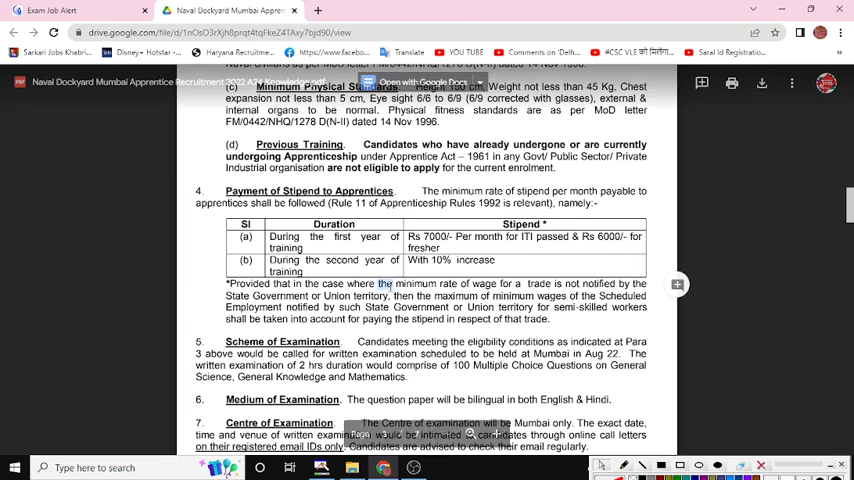 Exam Job Alert
Naval Dockyard Mumbai Apprent
drive.google.com/file/d/1nOsO3rXjh8prqt4tqFkeZ4TAxy7bjd90/view
Sarkari Jobs Khabri...
Disney+ Hotstar -...
Haryana Recruitme...
https://www.facebo...
Translate
YOU TUBE
Comments on 'Delh...
#CSC VLE को मिलेगा...
Saral Id Registratio...
Naval Dockyard Mumbai Apprentice Recruitment 2022 A24 Knowledge.pdf
Open with Google Docs
(c) Minimum Physical Standards Height 150 cm, Weight not less than 45 Kg, Chest
expansion not less than 5 cm, Eye sight 6/6 to 6/9 (6/9 corrected with glasses), external &
internal organs to be normal. Physical fitness standards are as per MoD letter
FM/0442/NHQ/1278 D(N-II) dated 14 Nov 1996.
(d) Previous Training. Candidates who have already undergone or are currently
undergoing Apprenticeship under Apprentice Act – 1961 in any Govt/ Public Sector/ Private
Industrial organisation are not eligible to apply for the current enrolment.
4. Payment of Stipend to Apprentices. The minimum rate of stipend per month payable to
apprentices shall be followed (Rule 11 of Apprenticeship Rules 1992 is relevant), namely:-
Sl Duration Stipend *
(a) During the first year of training Rs 7000/- Per month for ITI passed & Rs 6000/- for fresher
(b) During the second year of training With 10% increase
*Provided that in the case where the minimum rate of wage for a trade is not notified by the
State Government or Union territory, then the maximum of minimum wages of the Scheduled
Employment notified by such State Government or Union territory for semi-skilled workers
shall be taken into account for paying the stipend in respect of that trade.
5. Scheme of Examination. Candidates meeting the eligibility conditions as indicated at Para
3 above would be called for written examination scheduled to be held at Mumbai in Aug 22. The
written examination of 2 hrs duration would comprise of 100 Multiple Choice Questions on General
Science, General Knowledge and Mathematics.
6. Medium of Examination. The question paper will be bilingual in both English & Hindi.
7. Centre of Examination. The Centre of examination will be Mumbai only. The exact date,
time and venue of written examination would be intimated to candidates through online call letters
on their registered email IDs only. Candidates are advised to check their email regularly.
Page 3 / 7
Type here to search